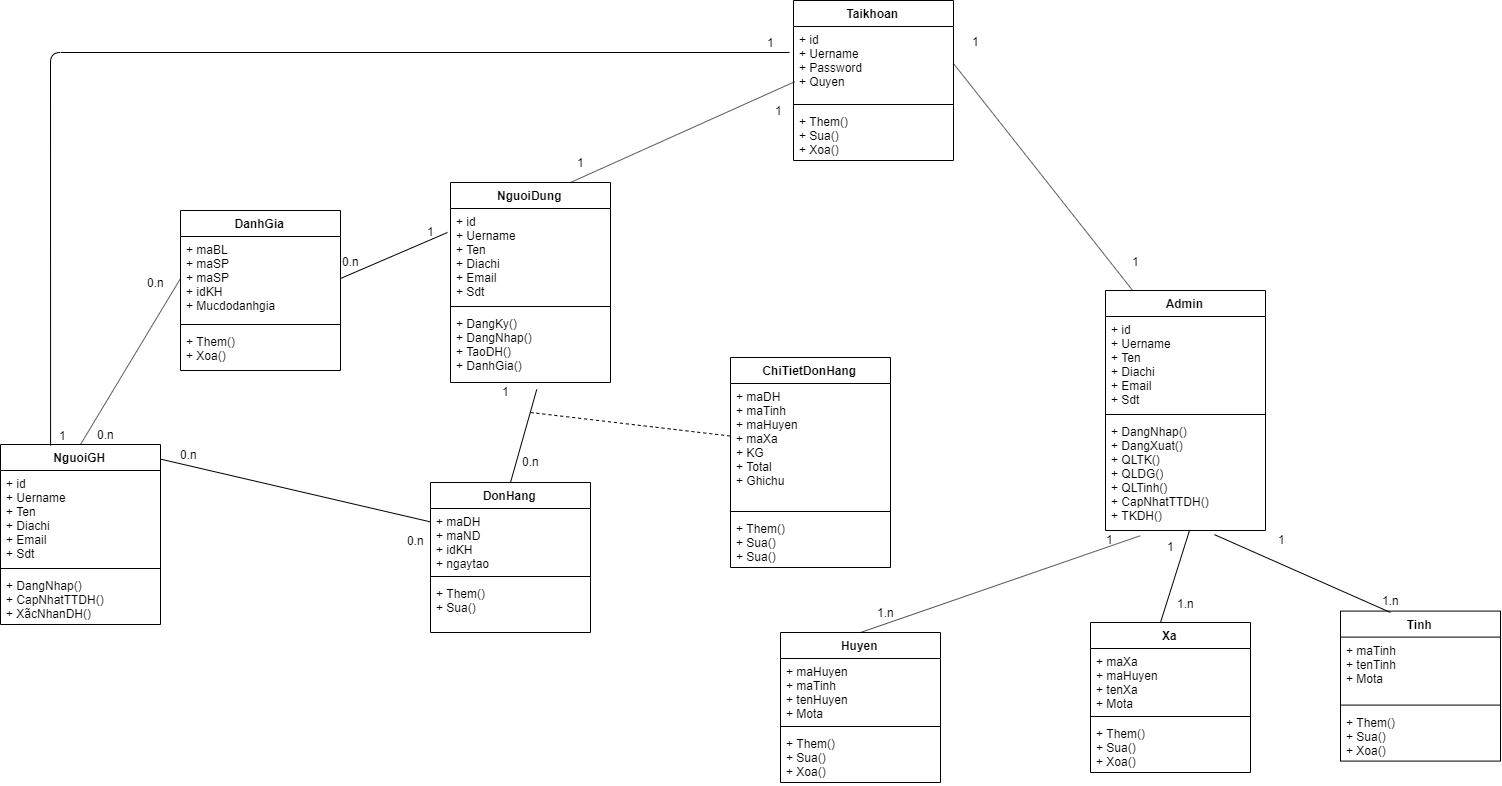 Taikhoan
+ id
+ Uername
+ Password
+ Quyen
+ Them()
+ Sua()
+ Xoa()
1
1
1
1
1
NguoiDung
+ id
+ Uername
+ Ten
+ Diachi
+ Email
+ Sdt
+ DangKy()
+ DangNhap()
+ TaoDH()
+ DanhGia()
DanhGia
+ maBL
+ maSP
+ maSP
+ idKH
+ Mucdodanhgia
+ Them()
+ Xoa()
1
0.n
0.n
0.n
1
NguoiGH
+ id
+ Uername
+ Ten
+ Diachi
+ Email
+ Sdt
+ DangNhap()
+ CapNhatTTDH()
+ XãcNhanDH()
0.n
0.n
1
0.n
DonHang
+ maDH
+ maND
+ idKH
+ ngaytao
+ Them()
+ Sua()
ChiTietDonHang
+ maDH
+ maTinh
+ maHuyen
+ maXa
+ KG
+ Total
+ Ghichu
+ Them()
+ Sua()
+ Sua()
Admin
+ id
+ Uername
+ Ten
+ Diachi
+ Email
+ Sdt
+ DangNhap()
+ DangXuat()
+ QLTK()
+ QLDG()
+ QLTinh()
+ CapNhatTTDH()
+ TKDH()
1
1
1
1.n
1.n
1.n
Huyen
+ maHuyen
+ maTinh
+ tenHuyen
+ Mota
+ Them()
+ Sua()
+ Xoa()
Xa
+ maXa
+ maHuyen
+ tenXa
+ Mota
+ Them()
+ Sua()
+ Xoa()
Tinh
+ maTinh
+ tenTinh
+ Mota
+ Them()
+ Sua()
+ Xoa()